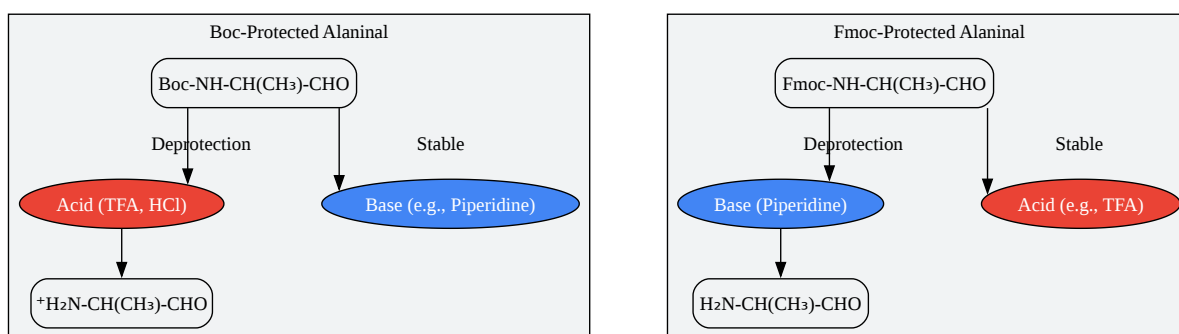 Boc-Protected Alaninal
Boc-NH-CH(CH₃)-CHO
Deprotection
Stable
Acid (TFA, HCl)
Base (e.g., Piperidine)
⁺H₂N-CH(CH₃)-CHO
Fmoc-Protected Alaninal
Fmoc-NH-CH(CH₃)-CHO
Deprotection
Stable
Base (Piperidine)
Acid (e.g., TFA)
H₂N-CH(CH₃)-CHO